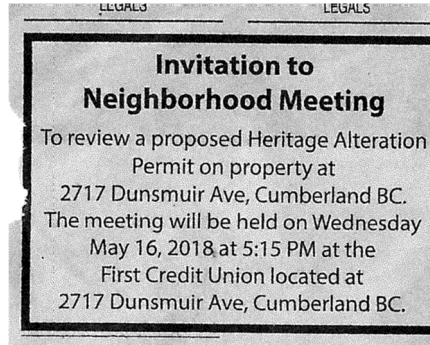 LEGALS LEGALS
Invitation to
Neighborhood Meeting
To review a proposed Heritage Alteration
Permit on property at
2717 Dunsmuir Ave, Cumberland BC.
The meeting will be held on Wednesday
May 16, 2018 at 5:15 PM at the
First Credit Union located at
2717 Dunsmuir Ave, Cumberland BC.